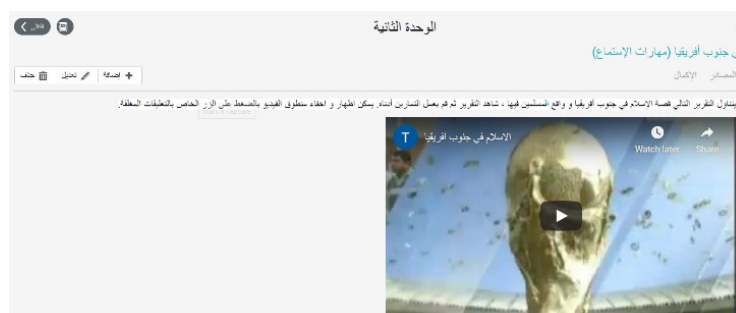 الوحدة الثانية
جنوب أفريقيا (مهارات الإستماع)
المصادر الإكمال
+ اضافة تعديل حذف
يتناول التقرير التالي قصة الاسلام في جنوب أفريقيا و واقع المسلمين فيها ، شاهد التقرير ثم قم بعمل التمارين أدناه. يمكن اظهار و اخفاء منطوق الفيديو بالضغط على الزر الخاص بالتعليقات المغلقة.
T الاسلام في جنوب افريقيا
Watch later Share